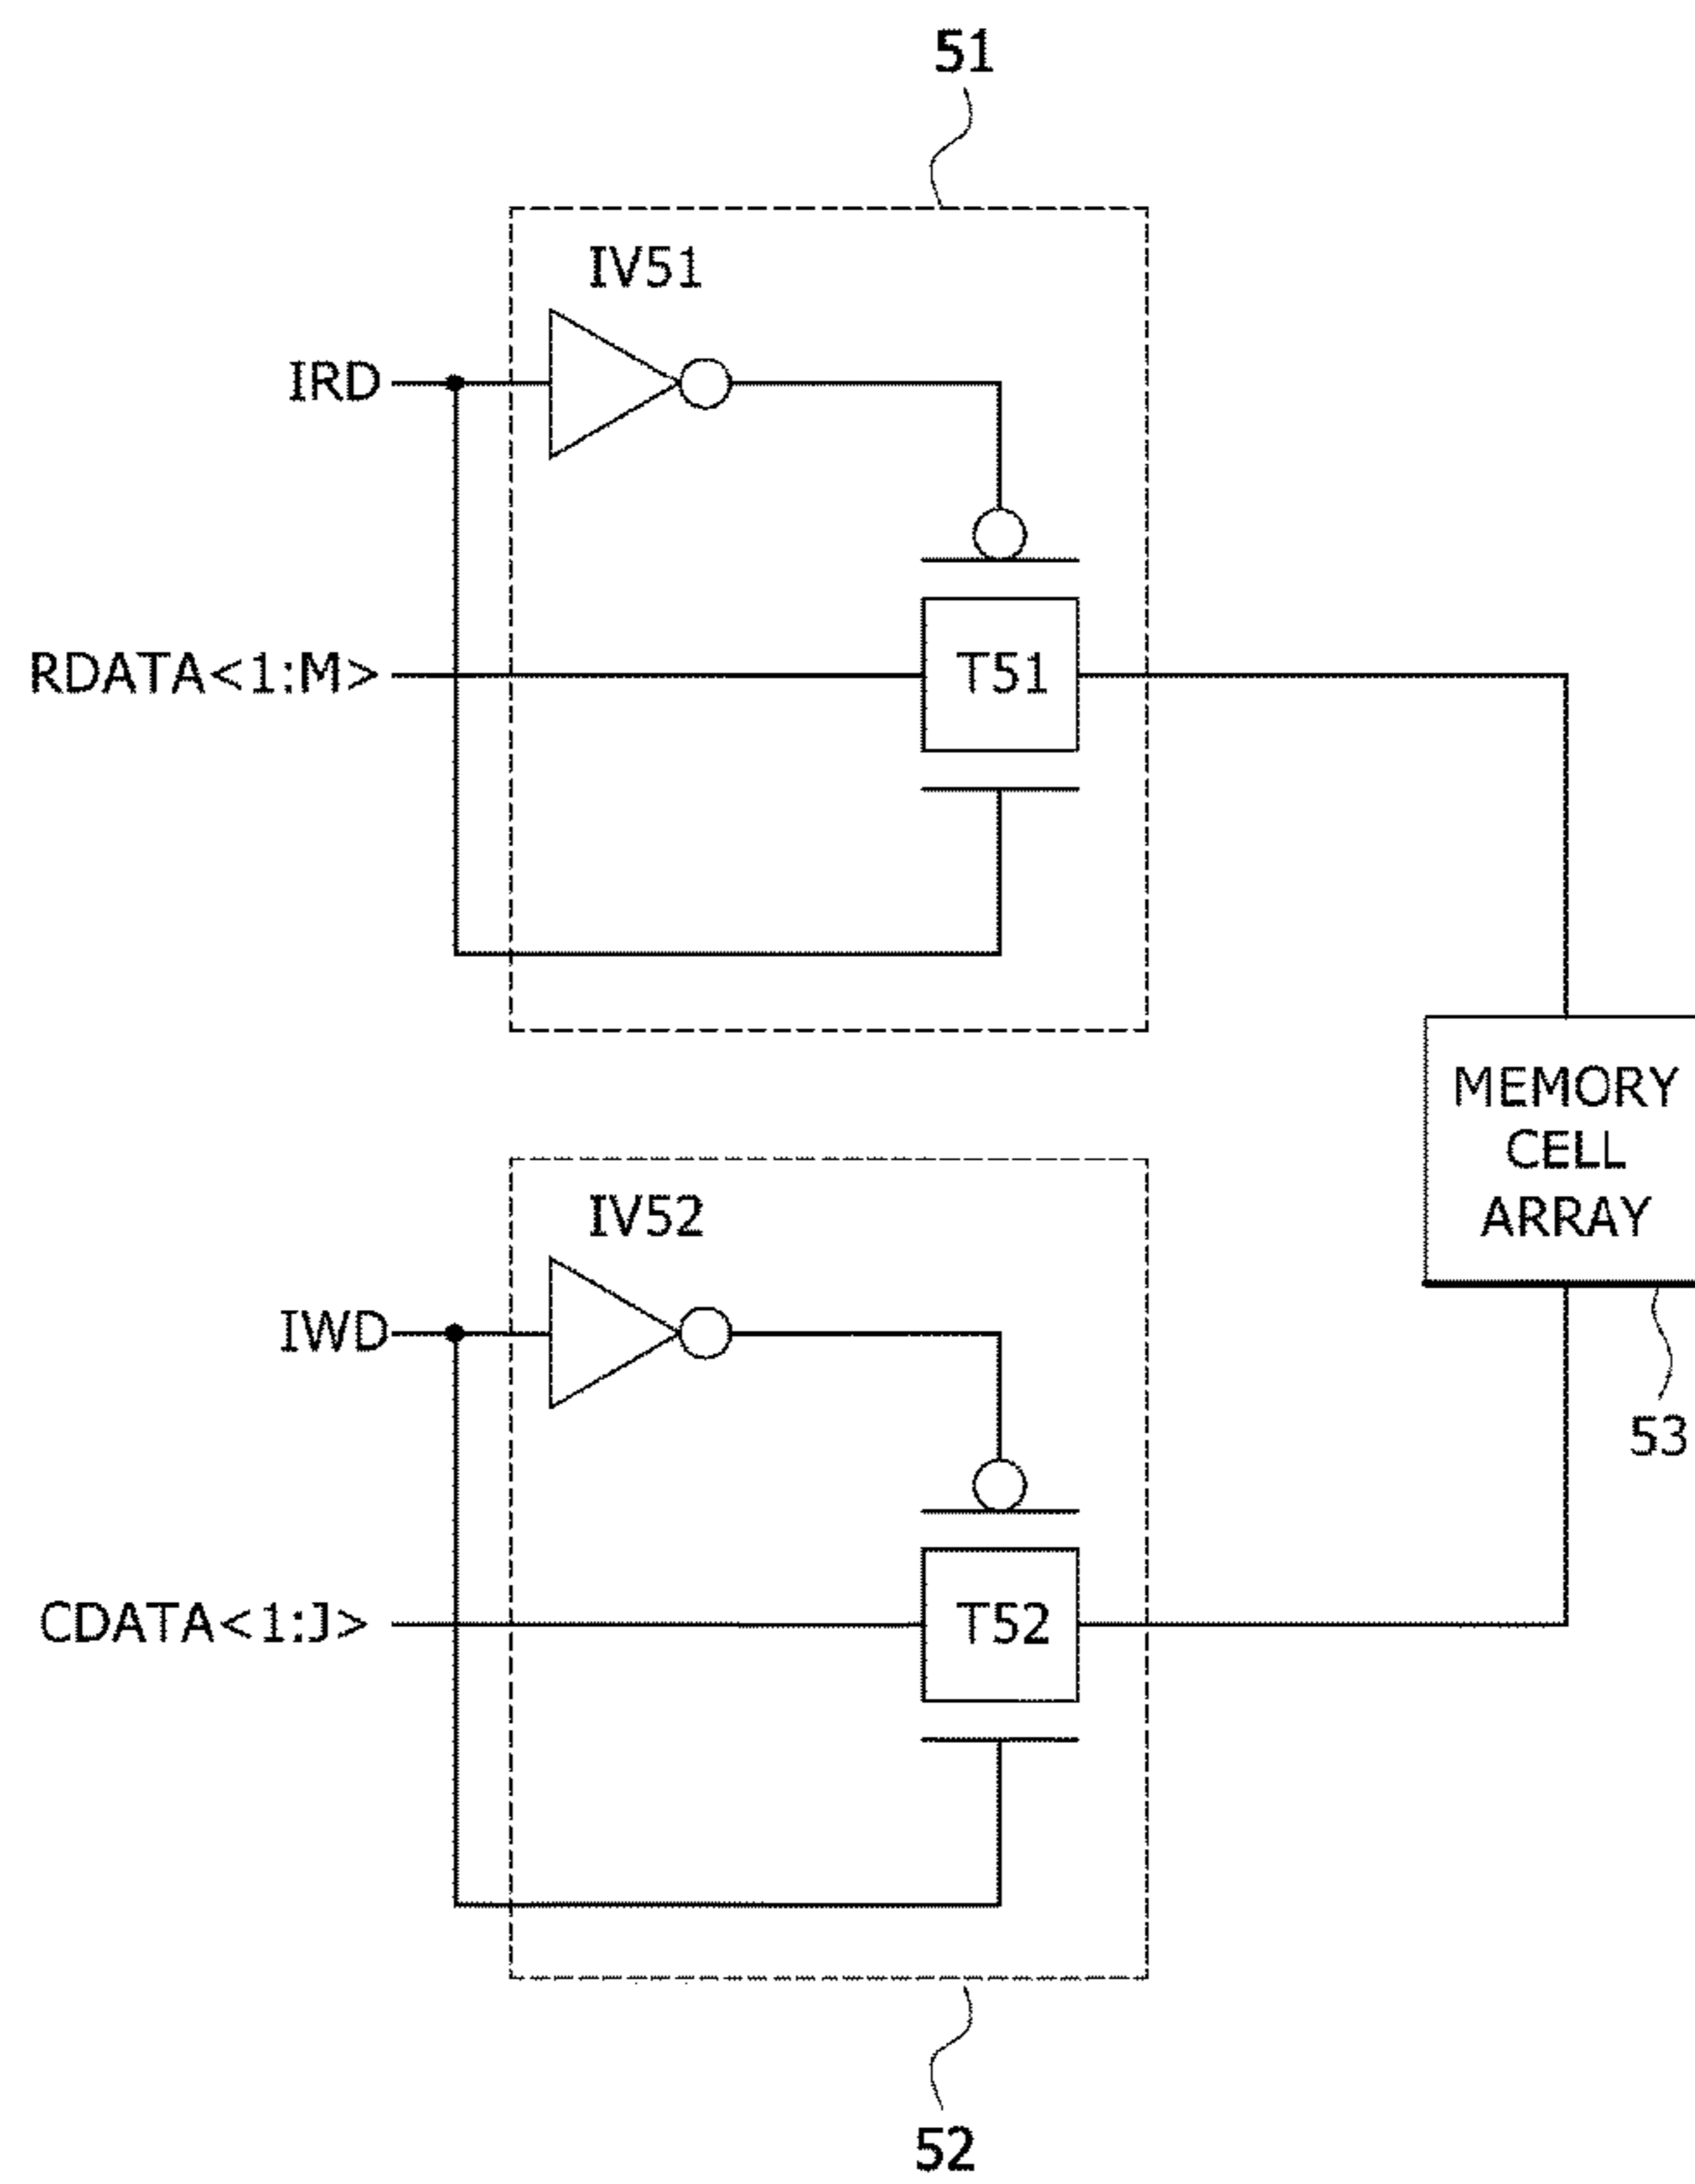 51
IV51
IRD
RDATA<1:M>
T51
MEMORY
CELL
ARRAY
53
IV52
IWD
CDATA<1:J>
T52
52